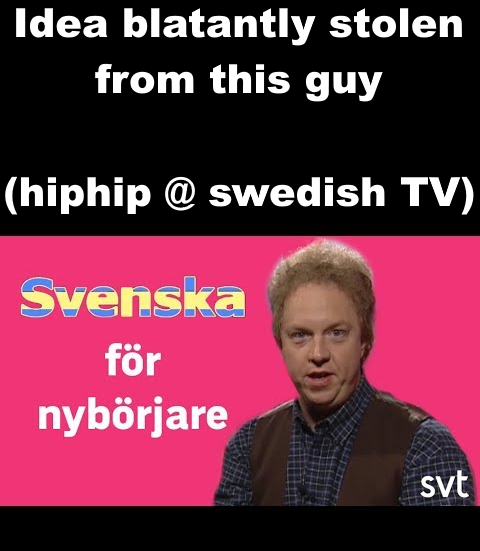 Idea blatantly stolen
from this guy
(hiphip @ swedish TV)
Svenska
för
nybörjare
svt